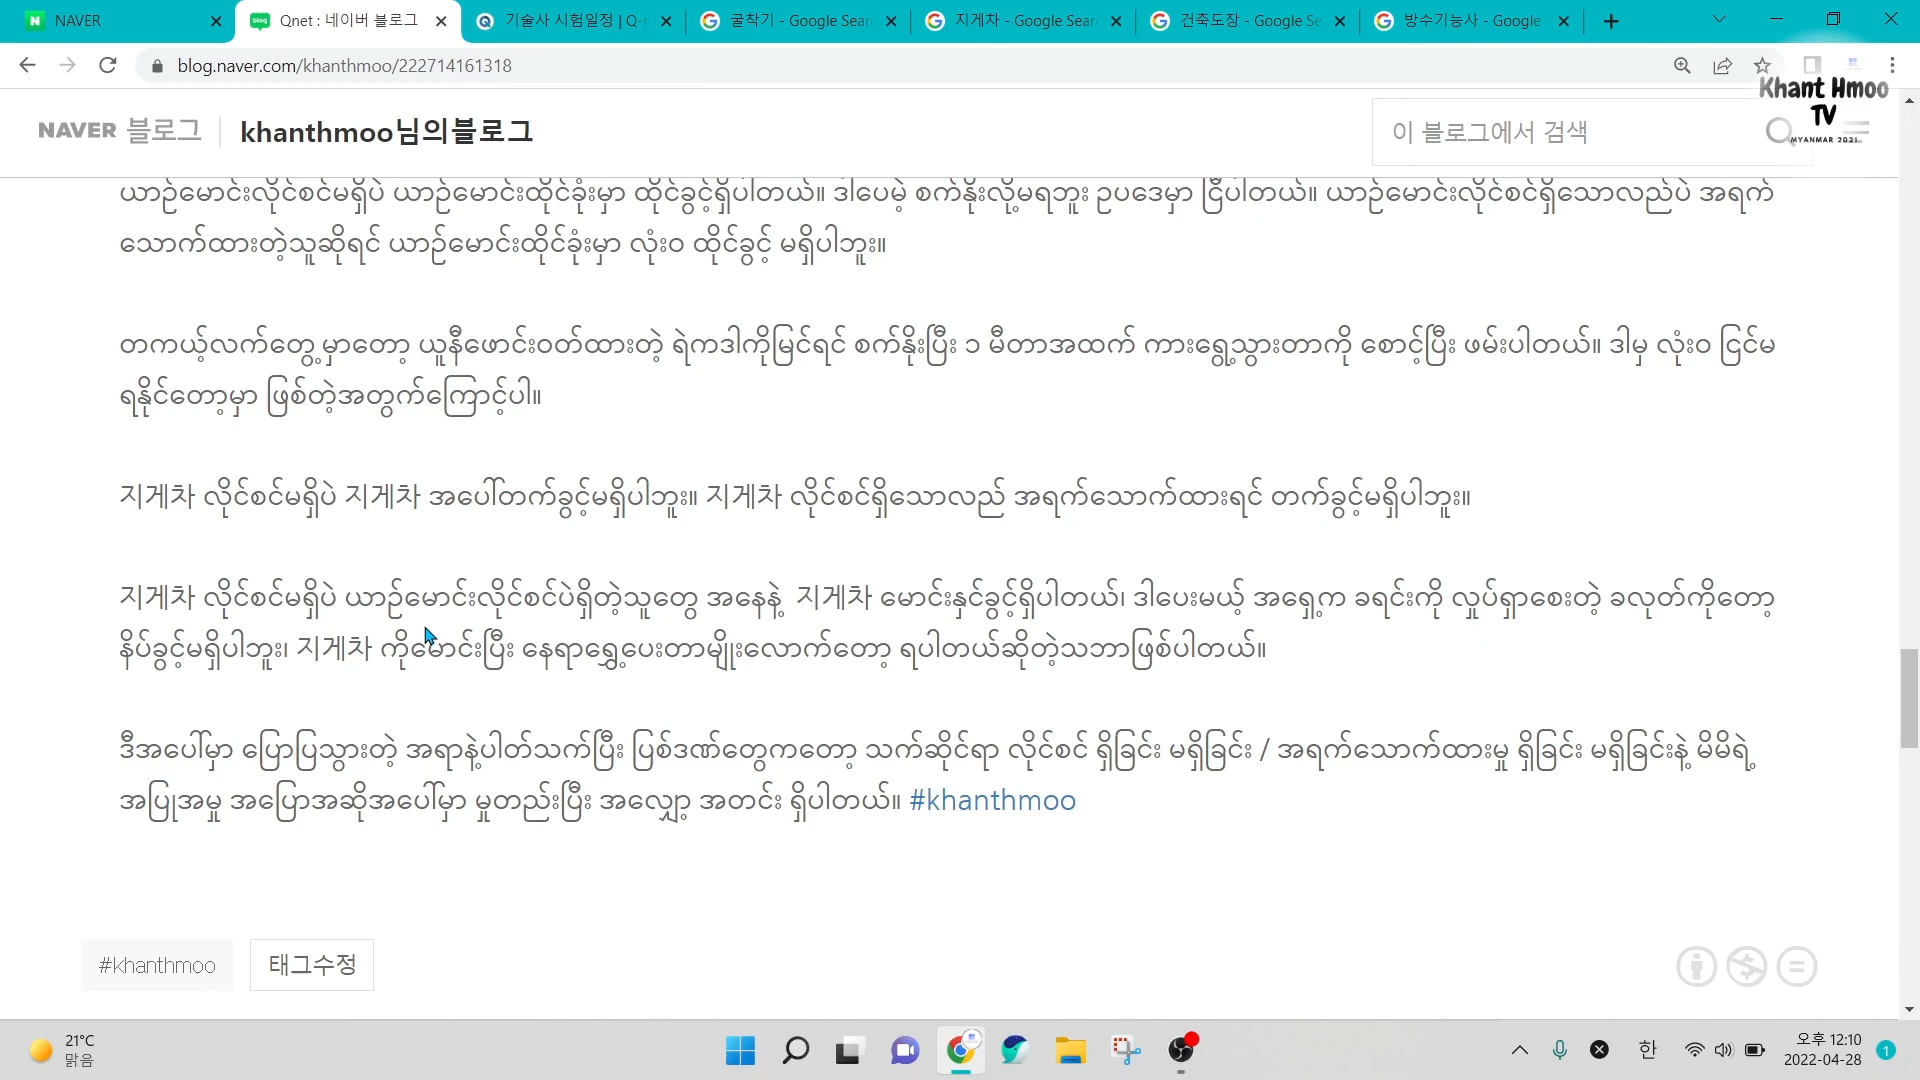 NAVER
Qnet : 네이버 블로그
기술사 시험일정 | Q-n
굴착기 - Google Searc
지게차 - Google Sear
건축도장 - Google Se
방수기능사 - Google
blog.naver.com/khanthmoo/222714161318
Khant Hmoo
TV
MYANMAR 2021
NAVER 블로그
khanthmoo님의블로그
이 블로그에서 검색
ယာဉ်မောင်းလိုင်စင်မရှိပဲ ယာဉ်မောင်းထိုင်ခုံးမှာ ထိုင်ခွင့်ရှိပါတယ်။ ဒါပေမဲ့ စက်နိုးလို့မရဘူး ဥပဒေမှာ ငြိပါတယ်။ ယာဉ်မောင်းလိုင်စင်ရှိသောလည်ပဲ အရက်
သောက်ထားတဲ့သူဆိုရင် ယာဉ်မောင်းထိုင်ခုံးမှာ လုံးဝ ထိုင်ခွင့် မရှိပါဘူး။
တကယ့်လက်တွေ့မှာတော့ ယူနီဖောင်းဝတ်ထားတဲ့ ရဲကဒါကိုမြင်ရင် စက်နိုးပြီး ၁ မီတာအထက် ကားရွေ့သွားတာကို စောင့်ပြီး ဖမ်းပါတယ်။ ဒါမှ လုံးဝ ငြင်မ
ရနိုင်တော့မှာ ဖြစ်တဲ့အတွက်ကြောင့်ပါ။
지게차 လိုင်စင်မရှိပဲ 지게차 အပေါ်တက်ခွင့်မရှိပါဘူး။ 지게차 လိုင်စင်ရှိသောလည် အရက်သောက်ထားရင် တက်ခွင့်မရှိပါဘူး။
지게차 လိုင်စင်မရှိပဲ ယာဉ်မောင်းလိုင်စင်ပဲရှိတဲ့သူတွေ အနေနဲ့ 지게차 မောင်းနှင်ခွင့်ရှိပါတယ်၊ ဒါပေးမယ့် အရှေ့က ခရင်းကို လှုပ်ရှာစေးတဲ့ ခလုတ်ကိုတော့
နိပ်ခွင့်မရှိပါဘူး၊ 지게차 ကိုမောင်းပြီး နေရာရွှေ့ပေးတာမျိုးလောက်တော့ ရပါတယ်ဆိုတဲ့သဘာဖြစ်ပါတယ်။
ဒီအပေါ်မှာ ပြောပြသွားတဲ့ အရာနဲ့ပါတ်သက်ပြီး ပြစ်ဒဏ်တွေကတော့ သက်ဆိုင်ရာ လိုင်စင် ရှိခြင်း မရှိခြင်း / အရက်သောက်ထားမှု ရှိခြင်း မရှိခြင်းနဲ့ မိမိရဲ့
အပြုအမှု အပြောအဆိုအပေါ်မှာ မှုတည်းပြီး အလျှော့ အတင်း ရှိပါတယ်။ #khanthmoo
#khanthmoo
태그수정
21°C
맑음
한
오후 12:10
2022-04-28
1